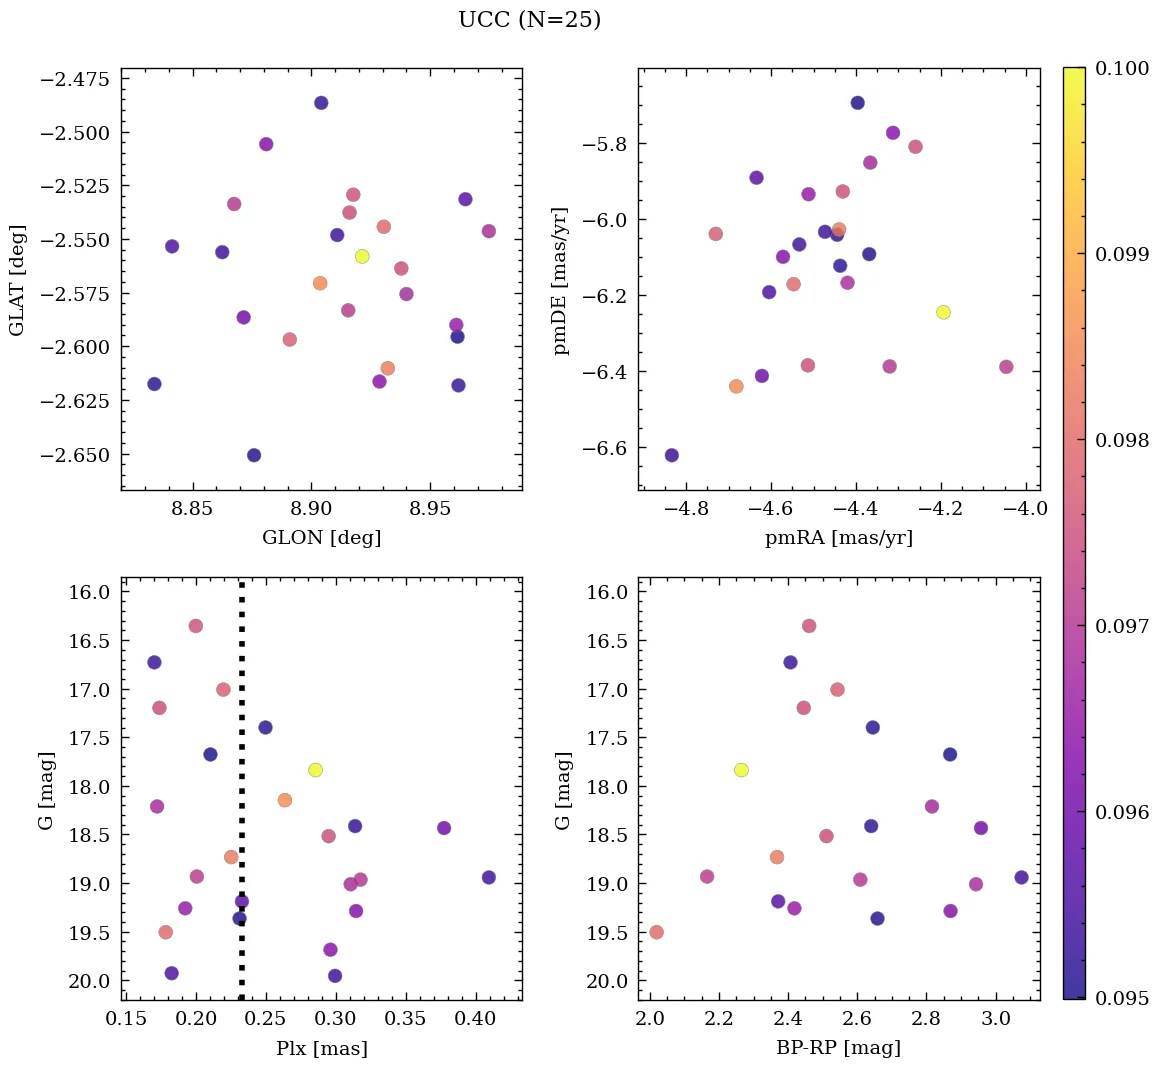 UCC (N=25)
−2.475
−2.500
−2.525
−2.550
−2.575
−2.600
−2.625
−2.650
GLAT [deg]
8.85 8.90 8.95
GLON [deg]
−5.8
−6.0
−6.2
−6.4
−6.6
pmDE [mas/yr]
−4.8 −4.6 −4.4 −4.2 −4.0
pmRA [mas/yr]
16.0
16.5
17.0
17.5
18.0
18.5
19.0
19.5
20.0
G [mag]
0.15 0.20 0.25 0.30 0.35 0.40
Plx [mas]
16.0
16.5
17.0
17.5
18.0
18.5
19.0
19.5
20.0
G [mag]
2.0 2.2 2.4 2.6 2.8 3.0
BP-RP [mag]
0.100
0.099
0.098
0.097
0.096
0.095